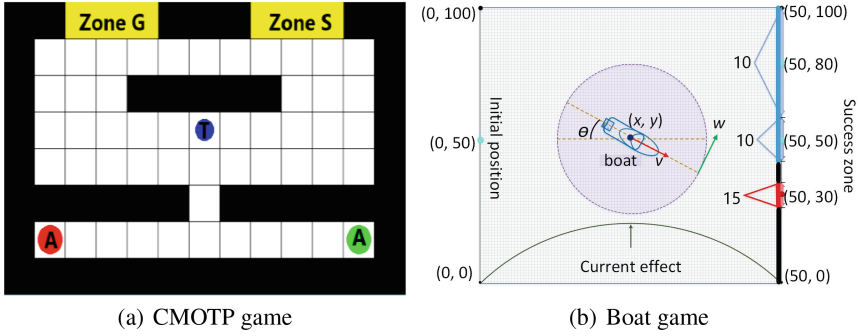 Zone G
Zone S
T
A
A
(a) CMOTP game
(0, 100)
(50, 100)
10
(50, 80)
Initial position
(x, y)
w
θ
(0, 50)
10
(50, 50)
Success zone
boat
v
15
(50, 30)
Current effect
(0, 0)
(50, 0)
(b) Boat game